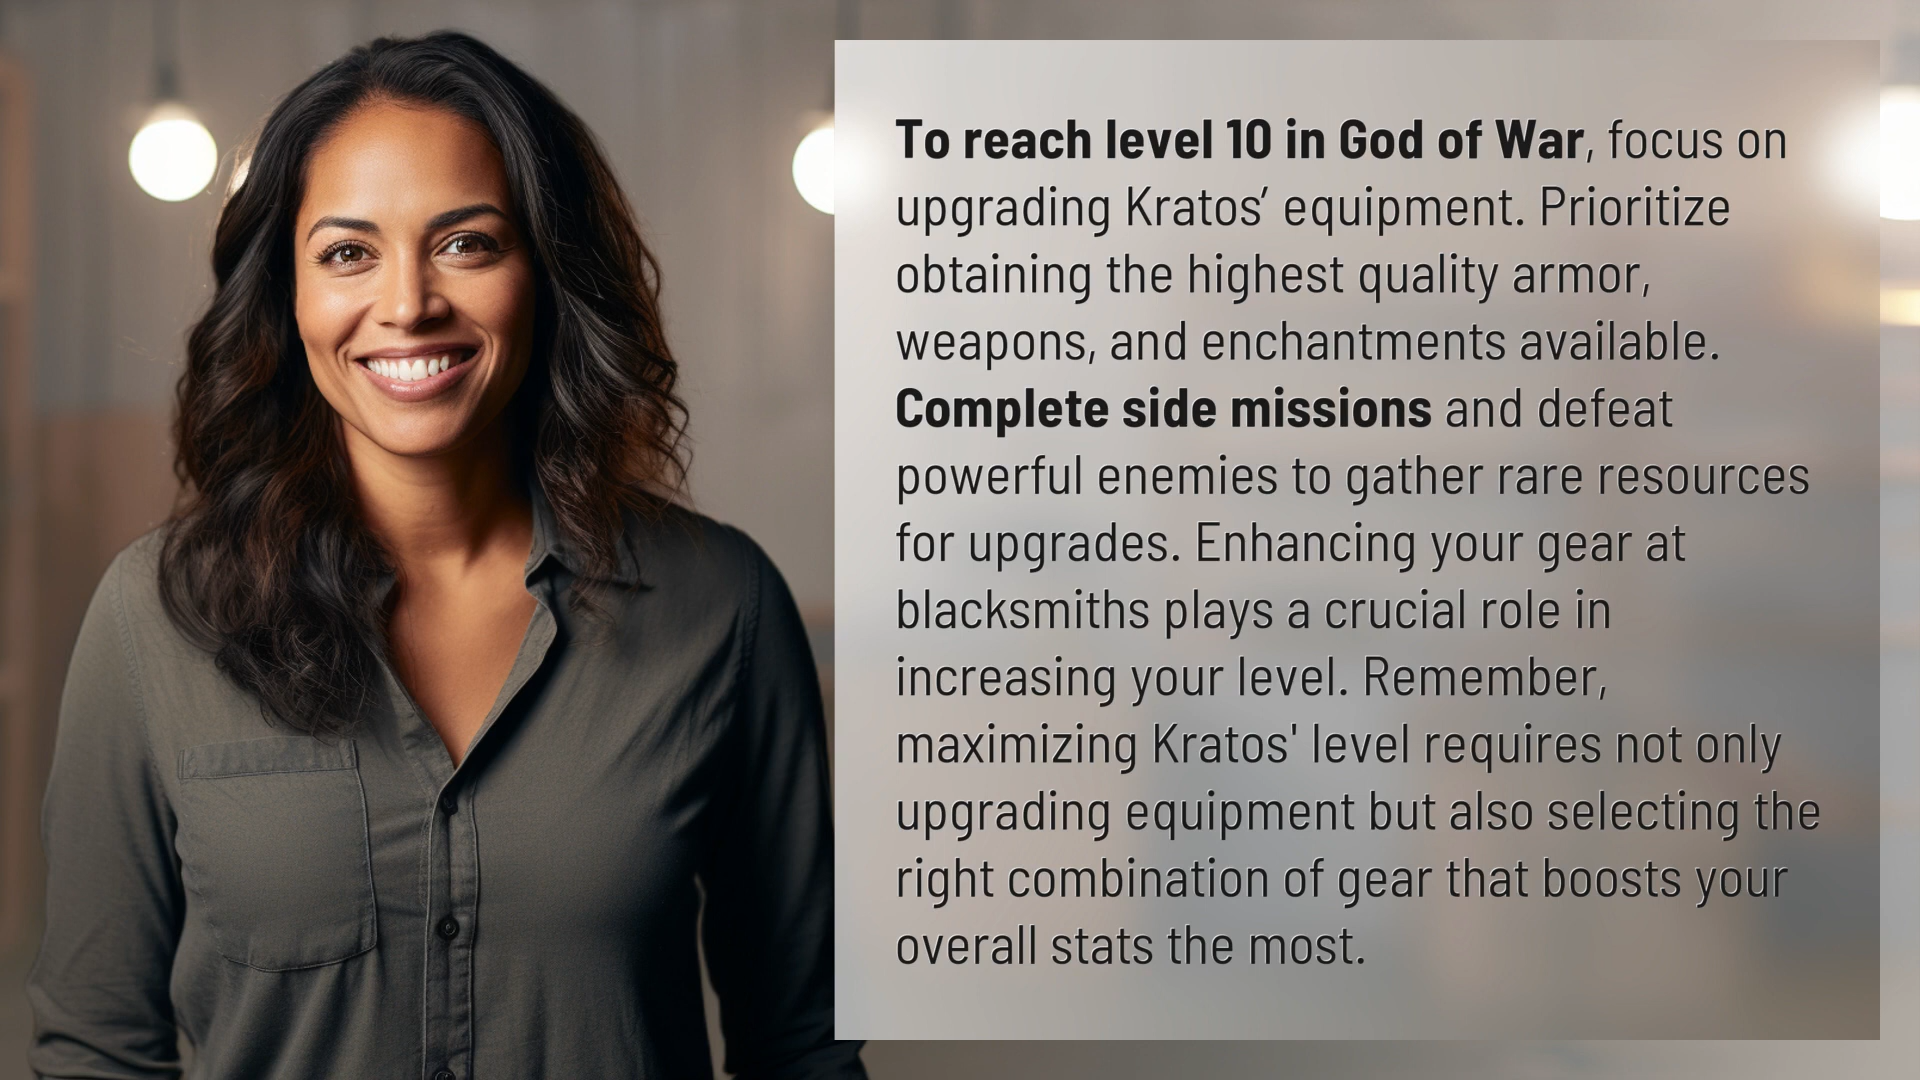 To reach level 10 in God of War, focus on
upgrading Kratos’ equipment. Prioritize
obtaining the highest quality armor,
weapons, and enchantments available.
Complete side missions and defeat
powerful enemies to gather rare resources
for upgrades. Enhancing your gear at
blacksmiths plays a crucial role in
increasing your level. Remember,
maximizing Kratos' level requires not only
upgrading equipment but also selecting the
right combination of gear that boosts your
overall stats the most.